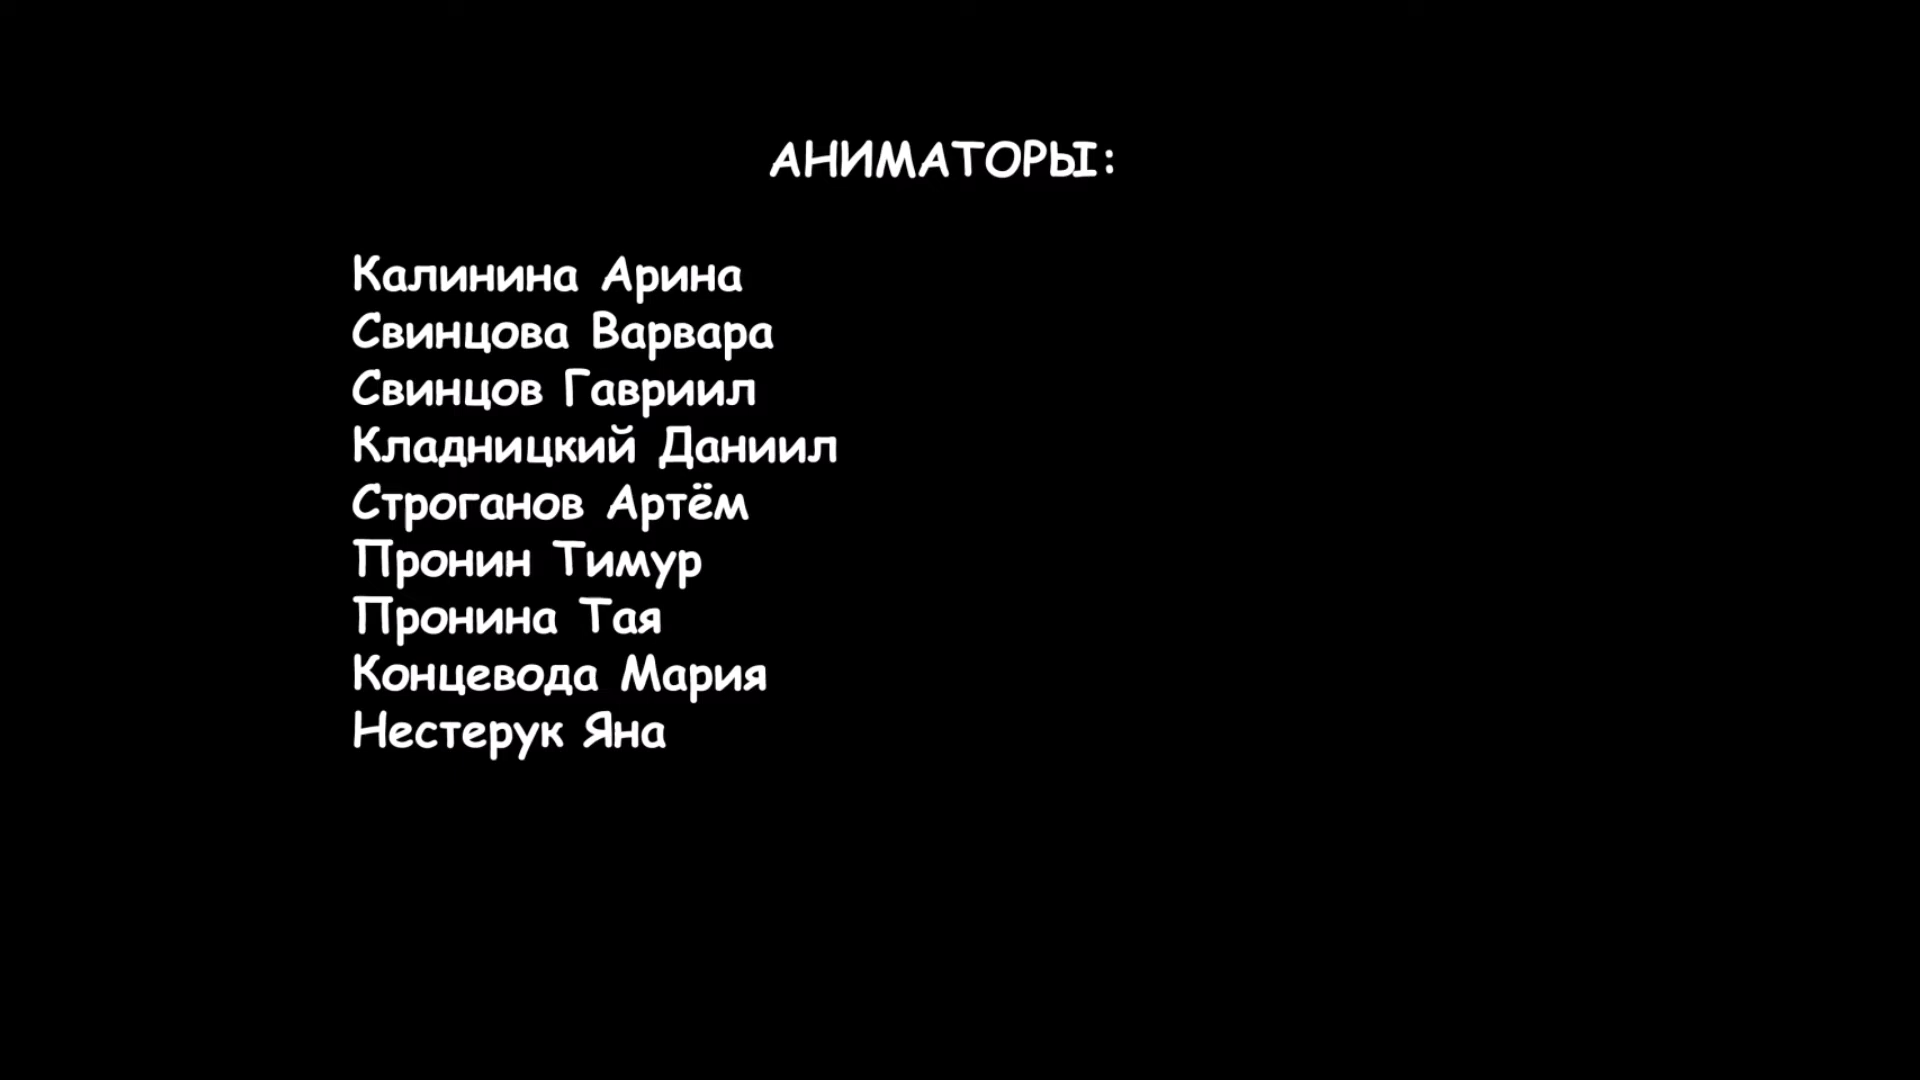 АНИМАТОРЫ:
Калинина Арина
Свинцова Варвара
Свинцов Гавриил
Кладницкий Даниил
Строганов Артём
Пронин Тимур
Пронина Тая
Концевода Мария
Нестерук Яна